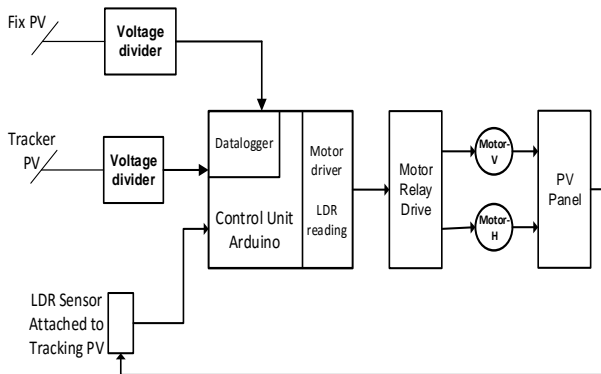 Fix PV
Voltage
divider
Tracker
PV
Voltage
divider
Datalogger
Control Unit
Arduino
Motor
driver
LDR
reading
Motor
Relay
Drive
Motor-
V
Motor-
H
PV
Panel
LDR Sensor
Attached to
Tracking PV